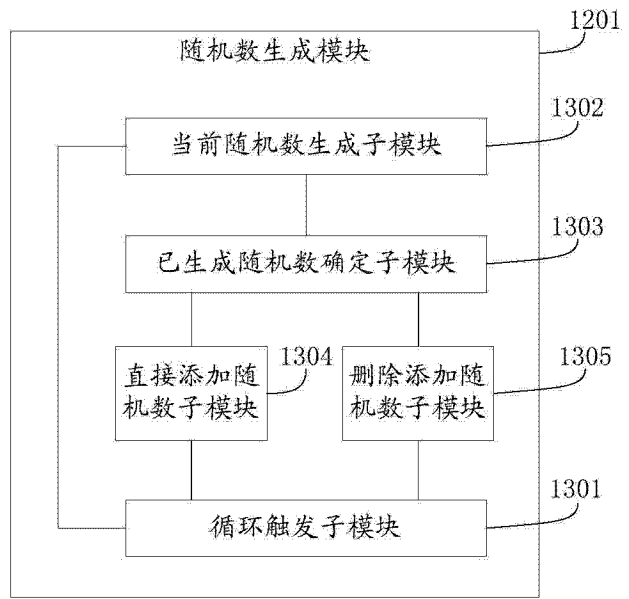 1201
随机数生成模块
1302
当前随机数生成子模块
1303
已生成随机数确定子模块
1304
直接添加随
机数子模块
1305
删除添加随
机数子模块
1301
循环触发子模块